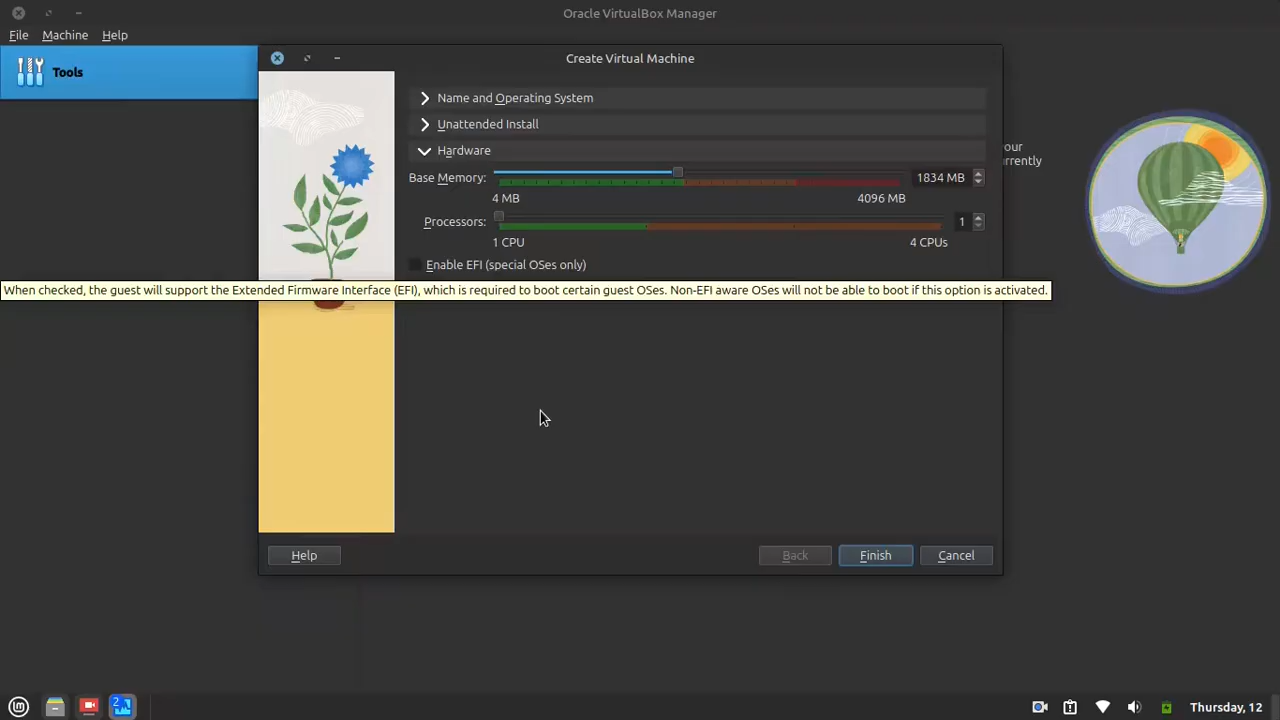 Oracle VirtualBox Manager
File Machine Help
Tools
Create Virtual Machine
Name and Operating System
Unattended Install
Hardware
your
urrently
Base Memory: 1834 MB
4 MB 4096 MB
Processors: 1
1 CPU 4 CPUs
Enable EFI (special OSes only)
When checked, the guest will support the Extended Firmware Interface (EFI), which is required to boot certain guest OSes. Non-EFI aware OSes will not be able to boot if this option is activated.
Help Back Finish Cancel
2
Thursday, 12